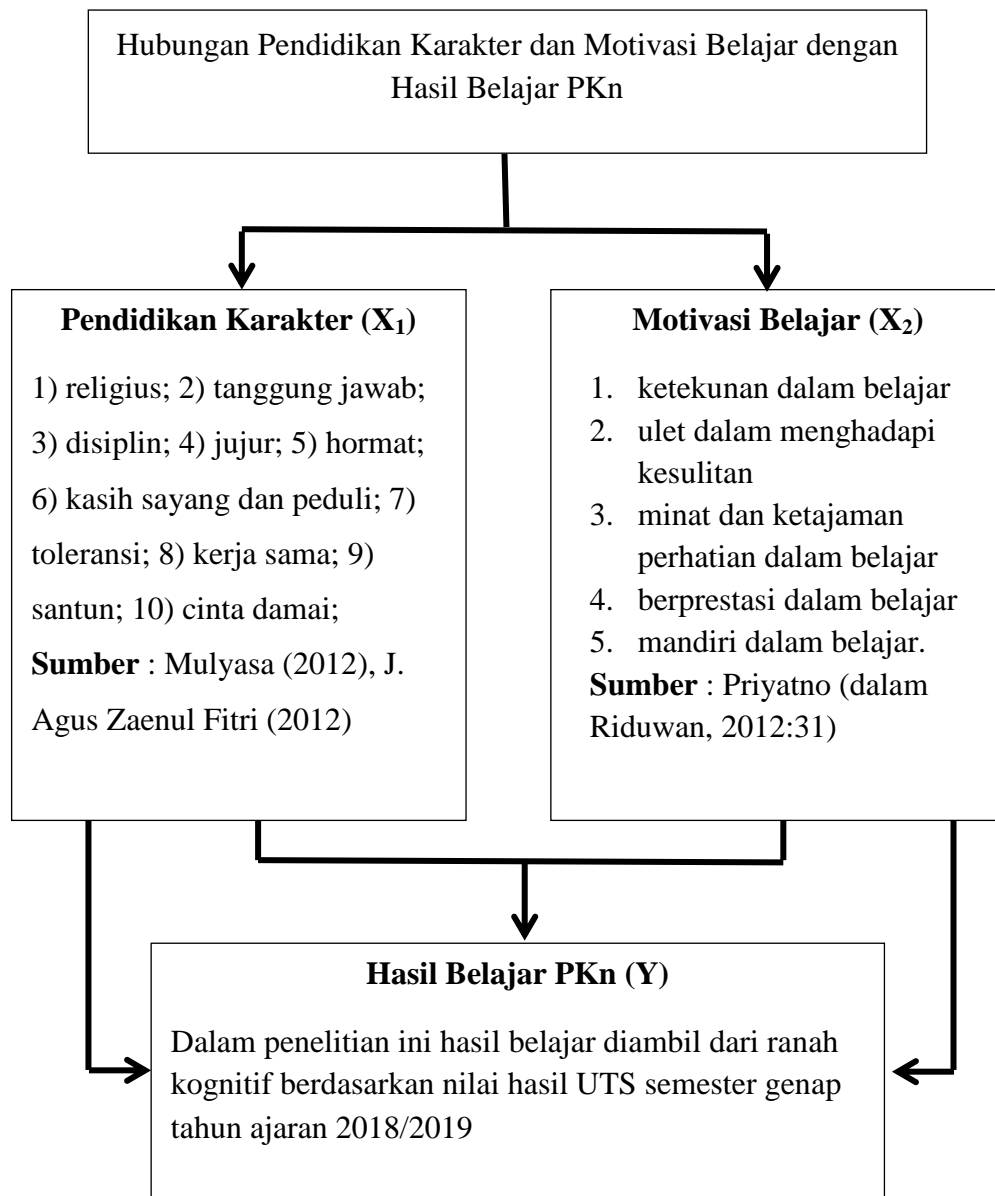 Hubungan Pendidikan Karakter dan Motivasi Belajar dengan
Hasil Belajar PKn
Pendidikan Karakter (X₁)
1) religius; 2) tanggung jawab;
3) disiplin; 4) jujur; 5) hormat;
6) kasih sayang dan peduli; 7)
toleransi; 8) kerja sama; 9)
santun; 10) cinta damai;
Sumber : Mulyasa (2012), J.
Agus Zaenul Fitri (2012)
Motivasi Belajar (X₂)
1. ketekunan dalam belajar
2. ulet dalam menghadapi
kesulitan
3. minat dan ketajaman
perhatian dalam belajar
4. berprestasi dalam belajar
5. mandiri dalam belajar.
Sumber : Priyatno (dalam
Riduwan, 2012:31)
Hasil Belajar PKn (Y)
Dalam penelitian ini hasil belajar diambil dari ranah
kognitif berdasarkan nilai hasil UTS semester genap
tahun ajaran 2018/2019